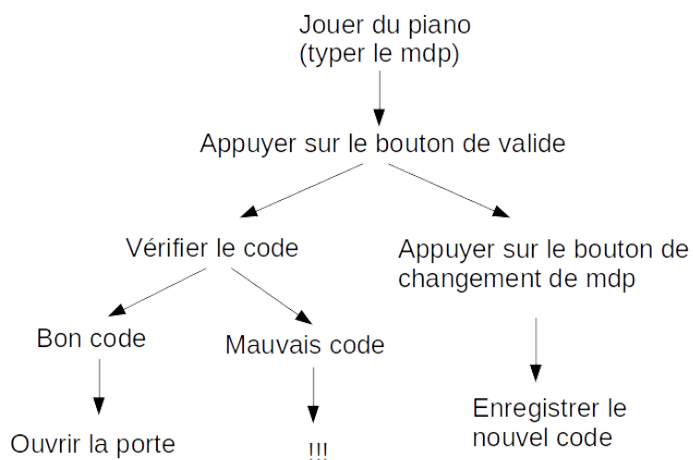 Jouer du piano
(typer le mdp)
Appuyer sur le bouton de valide
Vérifier le code
Appuyer sur le bouton de
changement de mdp
Bon code
Mauvais code
Ouvrir la porte
!!!
Enregistrer le
nouvel code